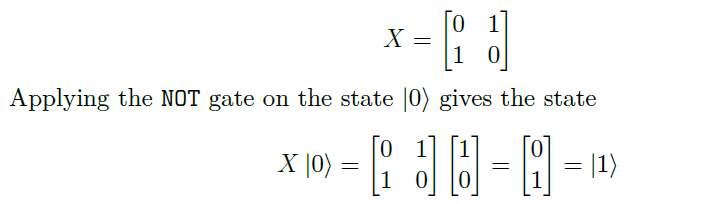 X = [0 1
1 0]
Applying the NOT gate on the state |0⟩ gives the state
X |0⟩ = [0 1
1 0] [1
0] = [0
1] = |1⟩